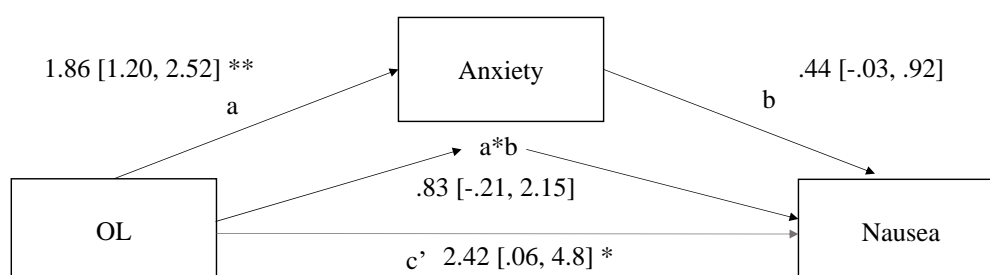 1.86 [1.20, 2.52] **
Anxiety
.44 [-.03, .92]
a
b
a*b
.83 [-.21, 2.15]
OL
Nausea
c’ 2.42 [.06, 4.8] *